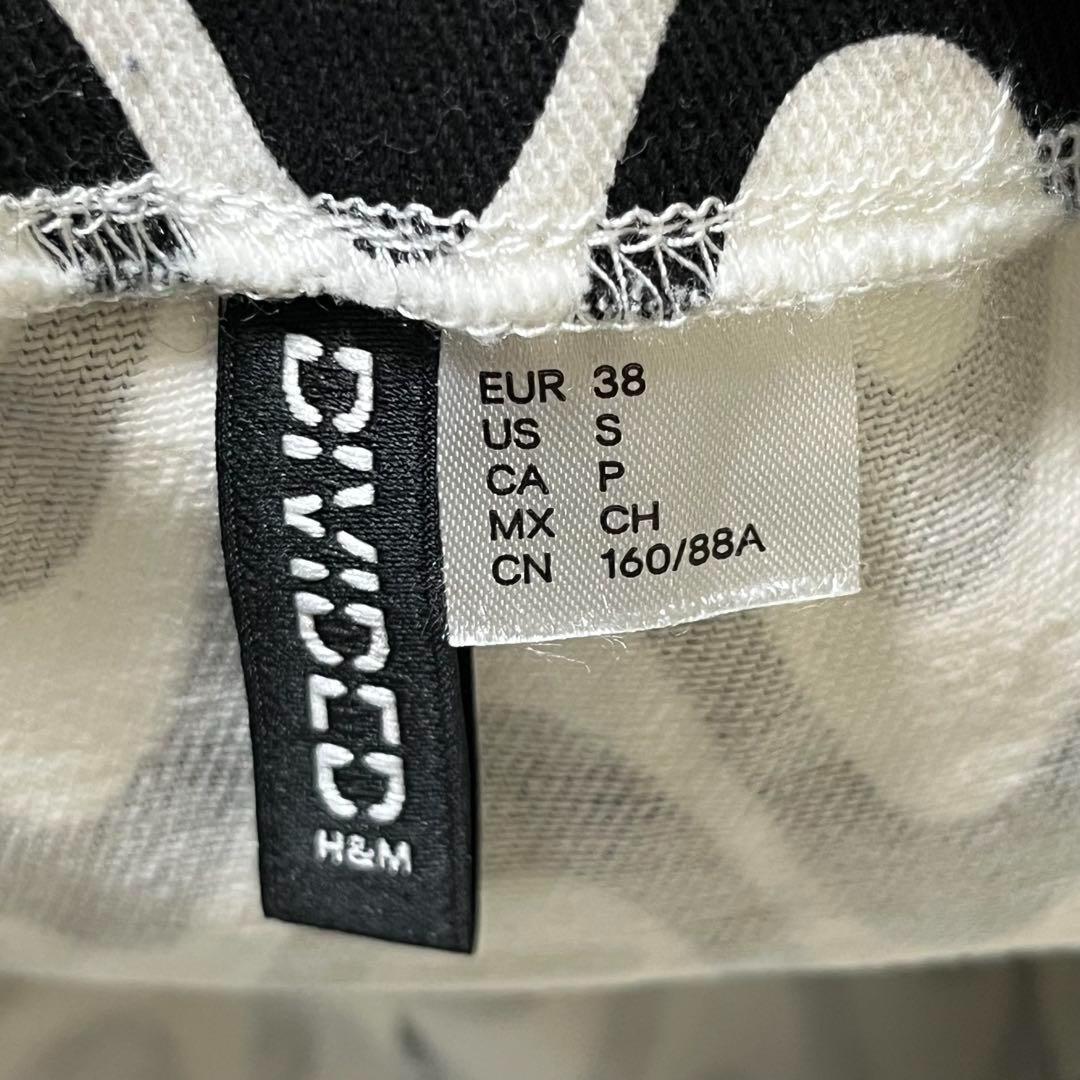 DIVIDED
H&M
EUR 38
US S
CA P
MX CH
CN 160/88A